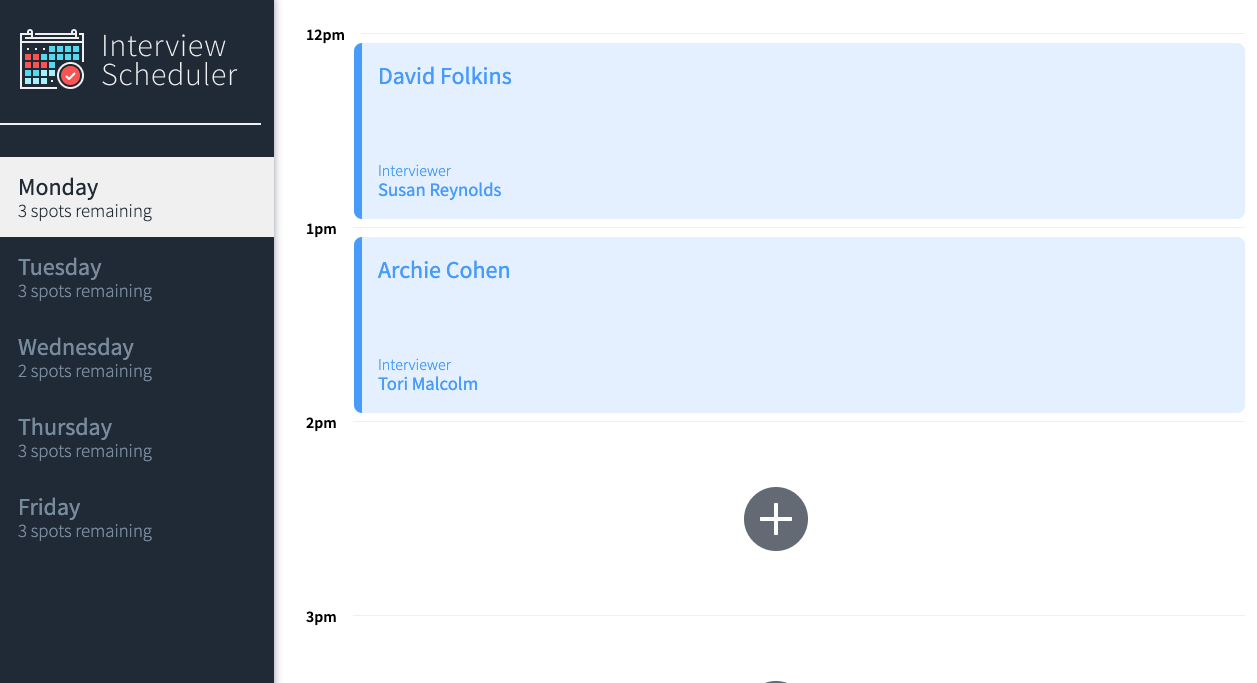 Interview
Scheduler
Monday
3 spots remaining
Tuesday
3 spots remaining
Wednesday
2 spots remaining
Thursday
3 spots remaining
Friday
3 spots remaining
12pm
David Folkins
Interviewer
Susan Reynolds
1pm
Archie Cohen
Interviewer
Tori Malcolm
2pm
3pm